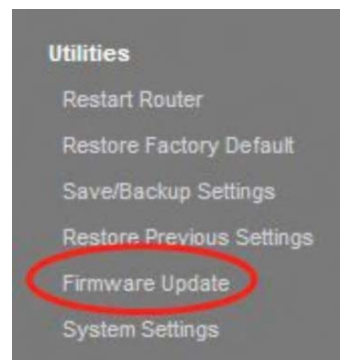 Utilities
Restart Router
Restore Factory Default
Save/Backup Settings
Restore Previous Settings
Firmware Update
System Settings